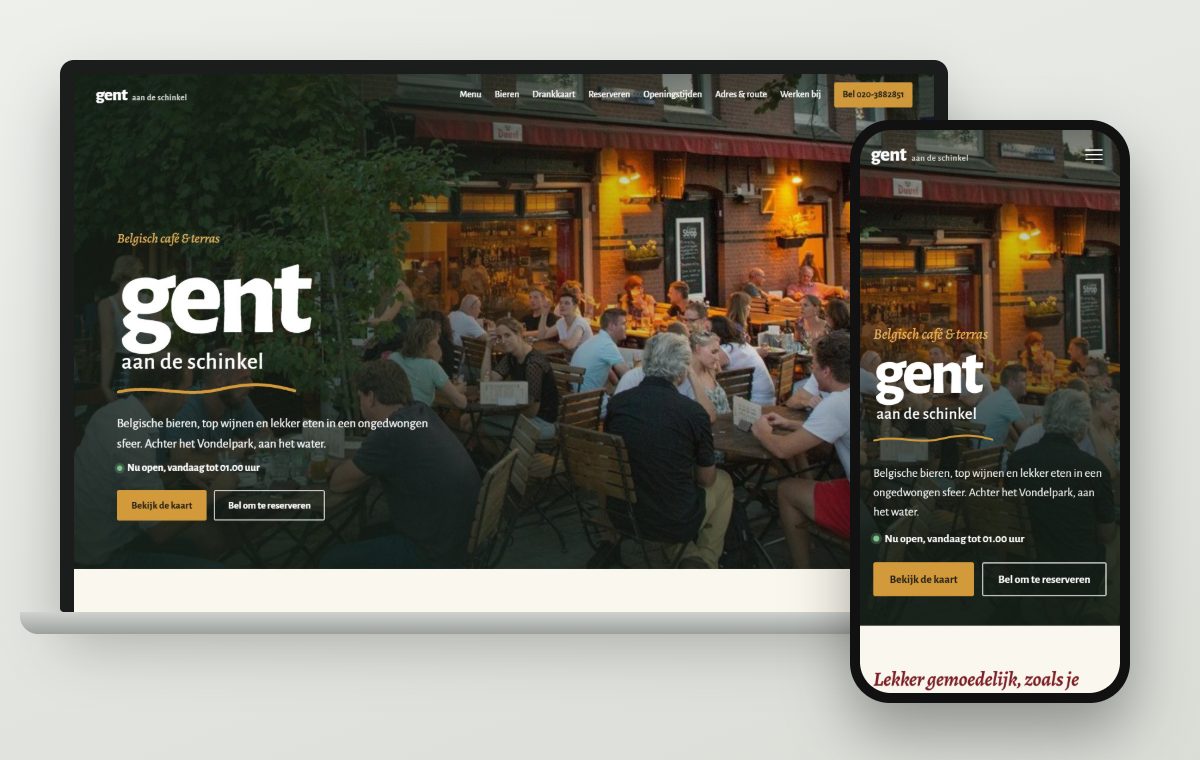 gent aan de schinkel
Menu Bieren Drankkaart Reserveren Openingstijden Adres & route Werken bij Bel 020-3882851
Duvel
Strop
Belgisch café & terras
gent
aan de schinkel
Belgische bieren, top wijnen en lekker eten in een ongedwongen
sfeer. Achter het Vondelpark, aan het water.
Nu open, vandaag tot 01.00 uur
Bekijk de kaart Bel om te reserveren
gent aan de schinkel
Duvel
Strop
Belgisch café & terras
gent
aan de schinkel
Belgische bieren, top wijnen en lekker eten in een
ongedwongen sfeer. Achter het Vondelpark, aan
het water.
Nu open, vandaag tot 01.00 uur
Bekijk de kaart Bel om te reserveren
Lekker gemoedelijk, zoals je